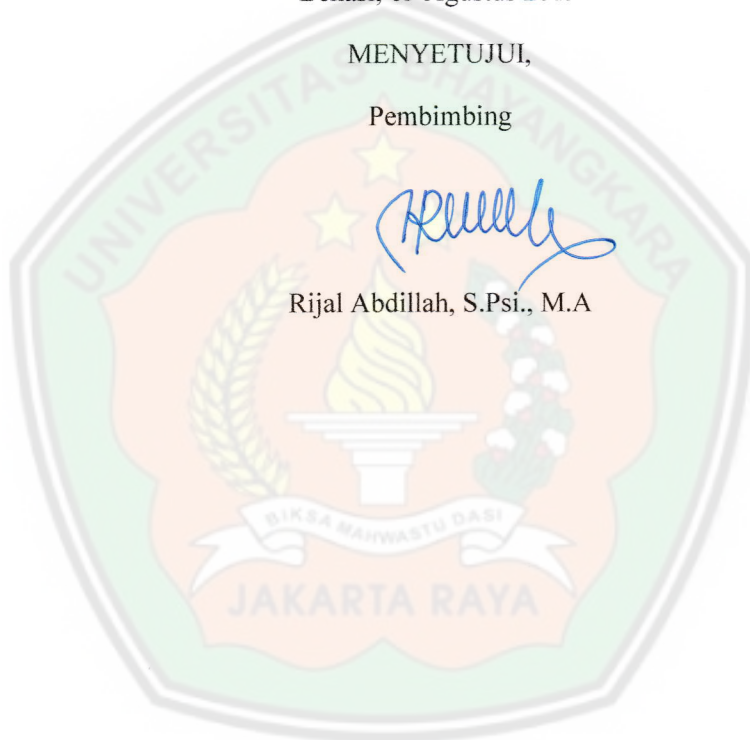 MENYETUJUI,
Pembimbing
Rijal Abdillah, S.Psi., M.A
UNIVERSITAS BHAYANGKARA
BIKSA MAHWASTU DASI
JAKARTA RAYA